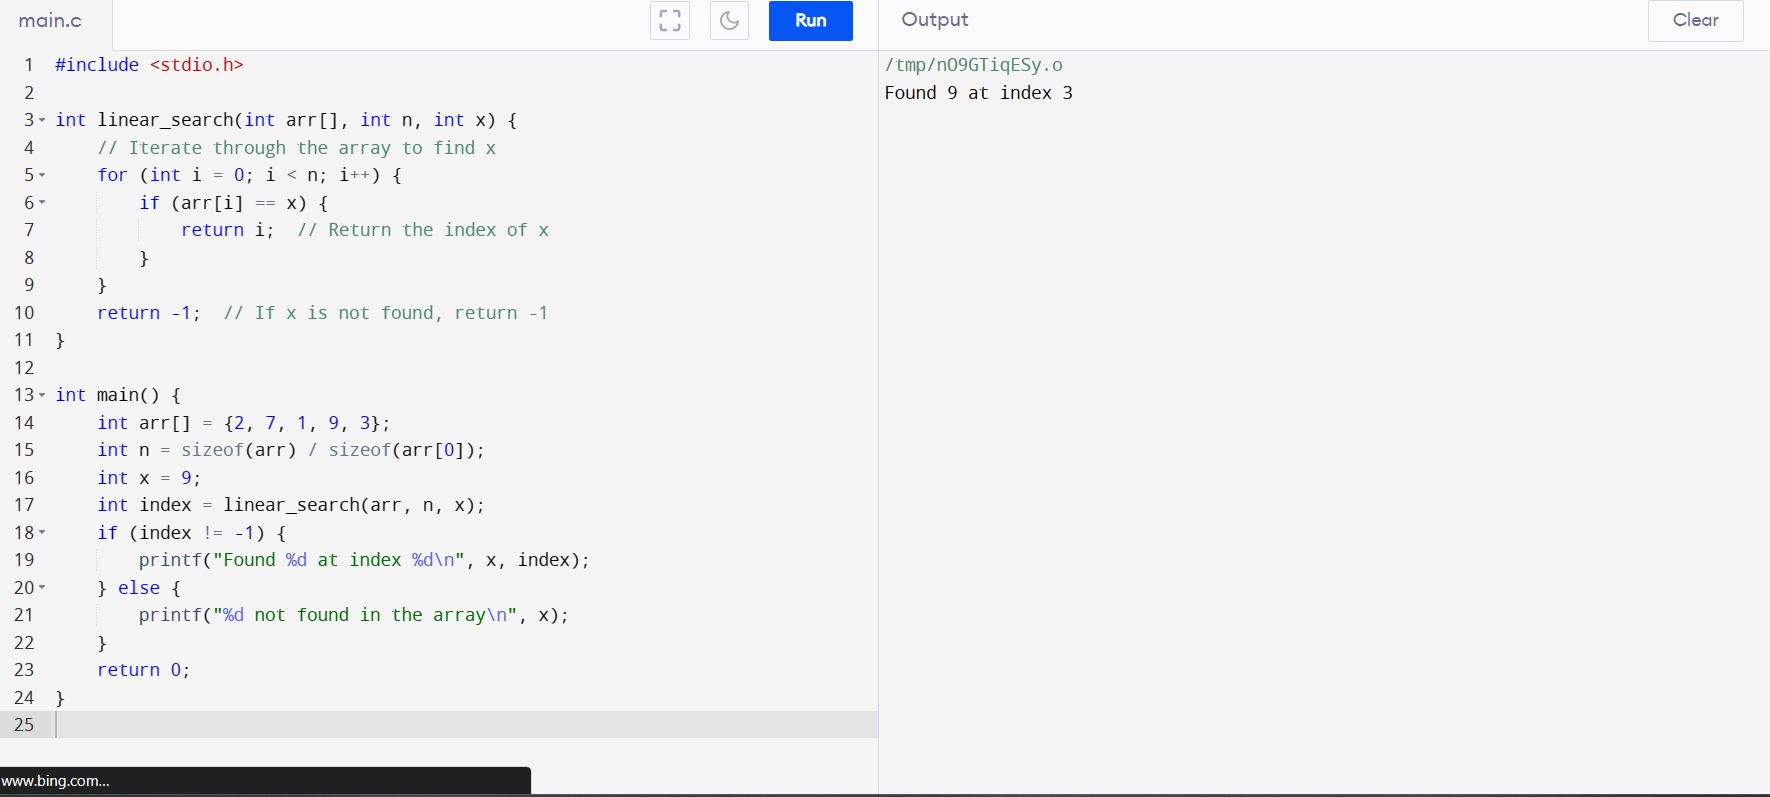 main.c
Run
1 #include <stdio.h>
2
3 int linear_search(int arr[], int n, int x) {
4     // Iterate through the array to find x
5     for (int i = 0; i < n; i++) {
6         if (arr[i] == x) {
7             return i;  // Return the index of x
8         }
9     }
10     return -1;  // If x is not found, return -1
11 }
12
13 int main() {
14     int arr[] = {2, 7, 1, 9, 3};
15     int n = sizeof(arr) / sizeof(arr[0]);
16     int x = 9;
17     int index = linear_search(arr, n, x);
18     if (index != -1) {
19         printf("Found %d at index %d\n", x, index);
20     } else {
21         printf("%d not found in the array\n", x);
22     }
23     return 0;
24 }
25
www.bing.com...
Output
Clear
/tmp/nO9GTiqESy.o
Found 9 at index 3